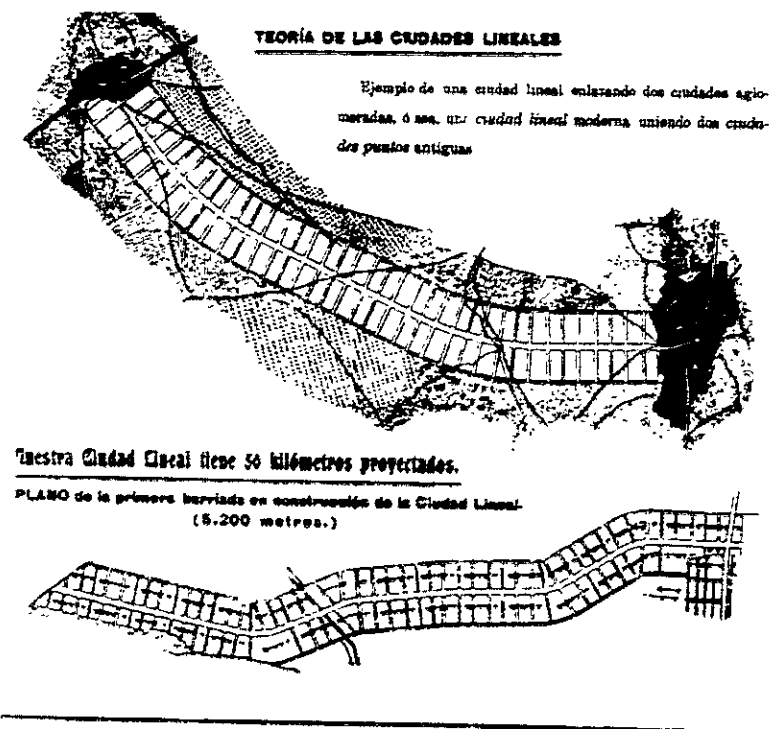 TEORÍA DE LAS CIUDADES LINEALES
Ejemplo de una ciudad lineal enlazando dos ciudades aglo-
meradas, ó sea, una ciudad lineal moderna uniendo dos ciuda-
des puntos antiguas
Nuestra Ciudad Lineal tiene 50 kilómetros proyectados.
PLANO de la primera barriada en construcción de la Ciudad Lineal.
(5.200 metros.)